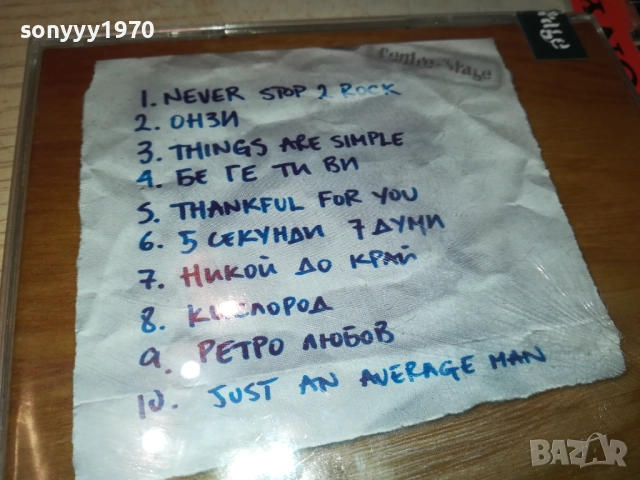 sonyyy1970
1. NEVER STOP 2 ROCK
2. ОНЗИ
3. THINGS ARE SIMPLE
4. БЕ ГЕ ТИ ВИ
5. THANKFUL FOR YOU
6. 5 СЕКУНДИ 7 ДУМИ
7. НИКОЙ ДО КРАЙ
8. КИСЛОРОД
9. РЕТРО ЛЮБОВ
10. JUST AN AVERAGE MAN
BAZAR